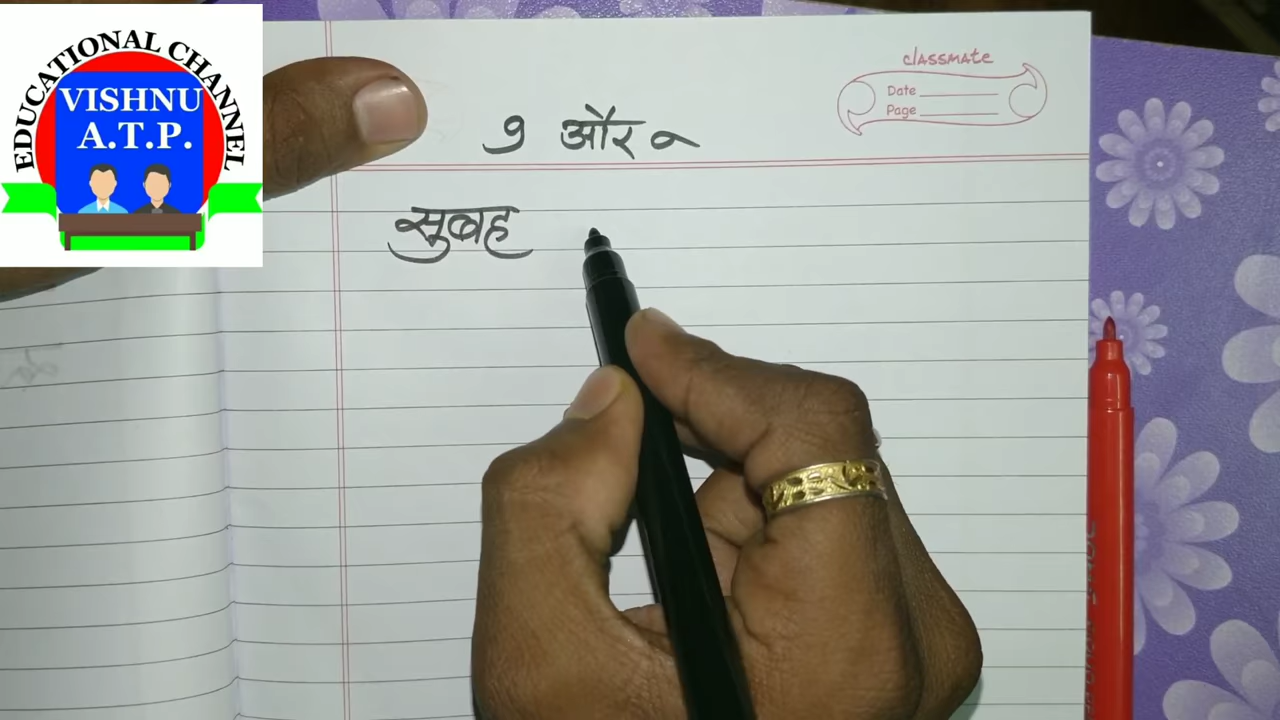 EDUCATIONAL CHANNEL
VISHNU
A.T.P.
classmate
Date
Page
और
सुबह